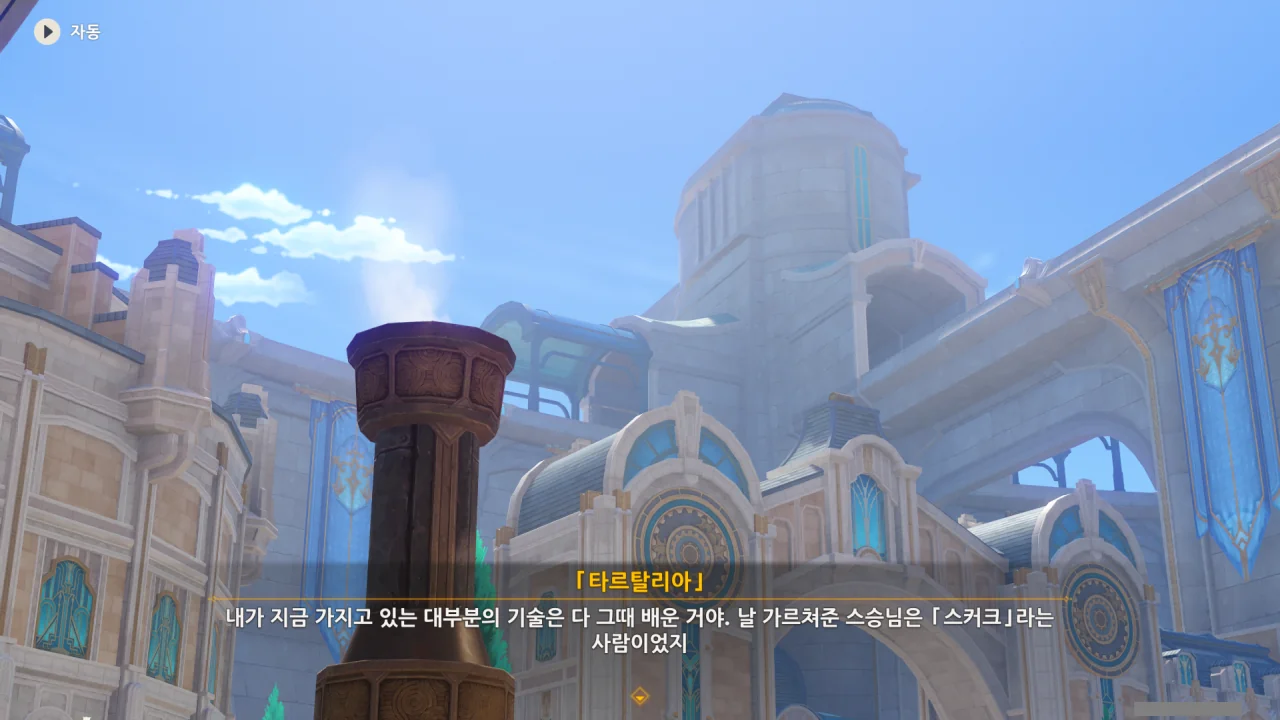 자동
「타르탈리아」
내가 지금 가지고 있는 대부분의 기술은 다 그때 배운 거야. 날 가르쳐준 스승님은 「스커크」라는
사람이었지